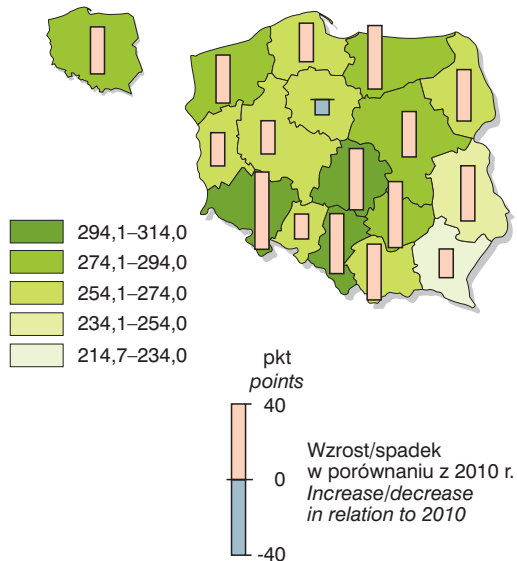 294,1–314,0
274,1–294,0
254,1–274,0
234,1–254,0
214,7–234,0
pkt
points
40
0
-40
Wzrost/spadek
w porównaniu z 2010 r.
Increase/decrease
in relation to 2010